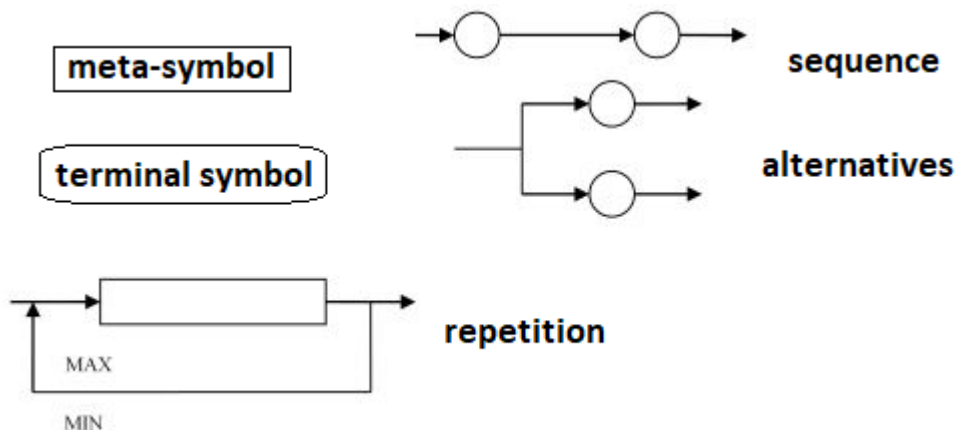 meta-symbol
sequence
terminal symbol
alternatives
repetition
MAX
MIN